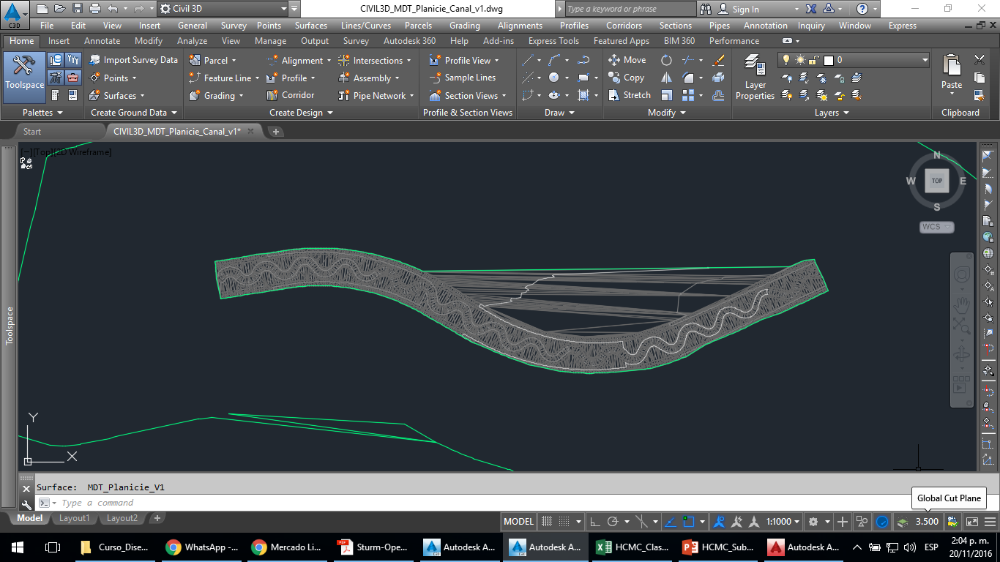 Civil 3D
CIVIL3D_MDT_Planicie_Canal_v1.dwg
Type a keyword or phrase
Sign In
C3D
File Edit View Insert General Survey Points Surfaces Lines/Curves Parcels Grading Alignments Profiles Corridors Sections Pipes Annotation Inquiry Window Express
Home Insert Annotate Modify Analyze View Manage Output Survey Autodesk 360 Help Add-ins Express Tools Featured Apps BIM 360 Performance
Toolspace
Import Survey Data
Points
Surfaces
Parcel
Feature Line
Grading
Alignment
Profile
Corridor
Intersections
Assembly
Pipe Network
Profile View
Sample Lines
Section Views
Move
Copy
Stretch
Layer
Properties
0
Paste
Palettes Create Ground Data Create Design Profile & Section Views Draw Modify Layers Clipboard
Start
CIVIL3D_MDT_Planicie_Canal_v1*
[−][Top][2D Wireframe]
N
W TOP E
S
WCS
Toolspace
Y
X
Surface: MDT_Planicie_V1
Type a command
Global Cut Plane
Model Layout1 Layout2
MODEL
1:1000
3.500
Curso_Dise...
WhatsApp -...
Mercado Li...
Sturm-Ope...
Autodesk A...
Autodesk A...
HCMC_Clas...
HCMC_Sub...
Autodesk A...
ESP
2:04 p. m.
20/11/2016